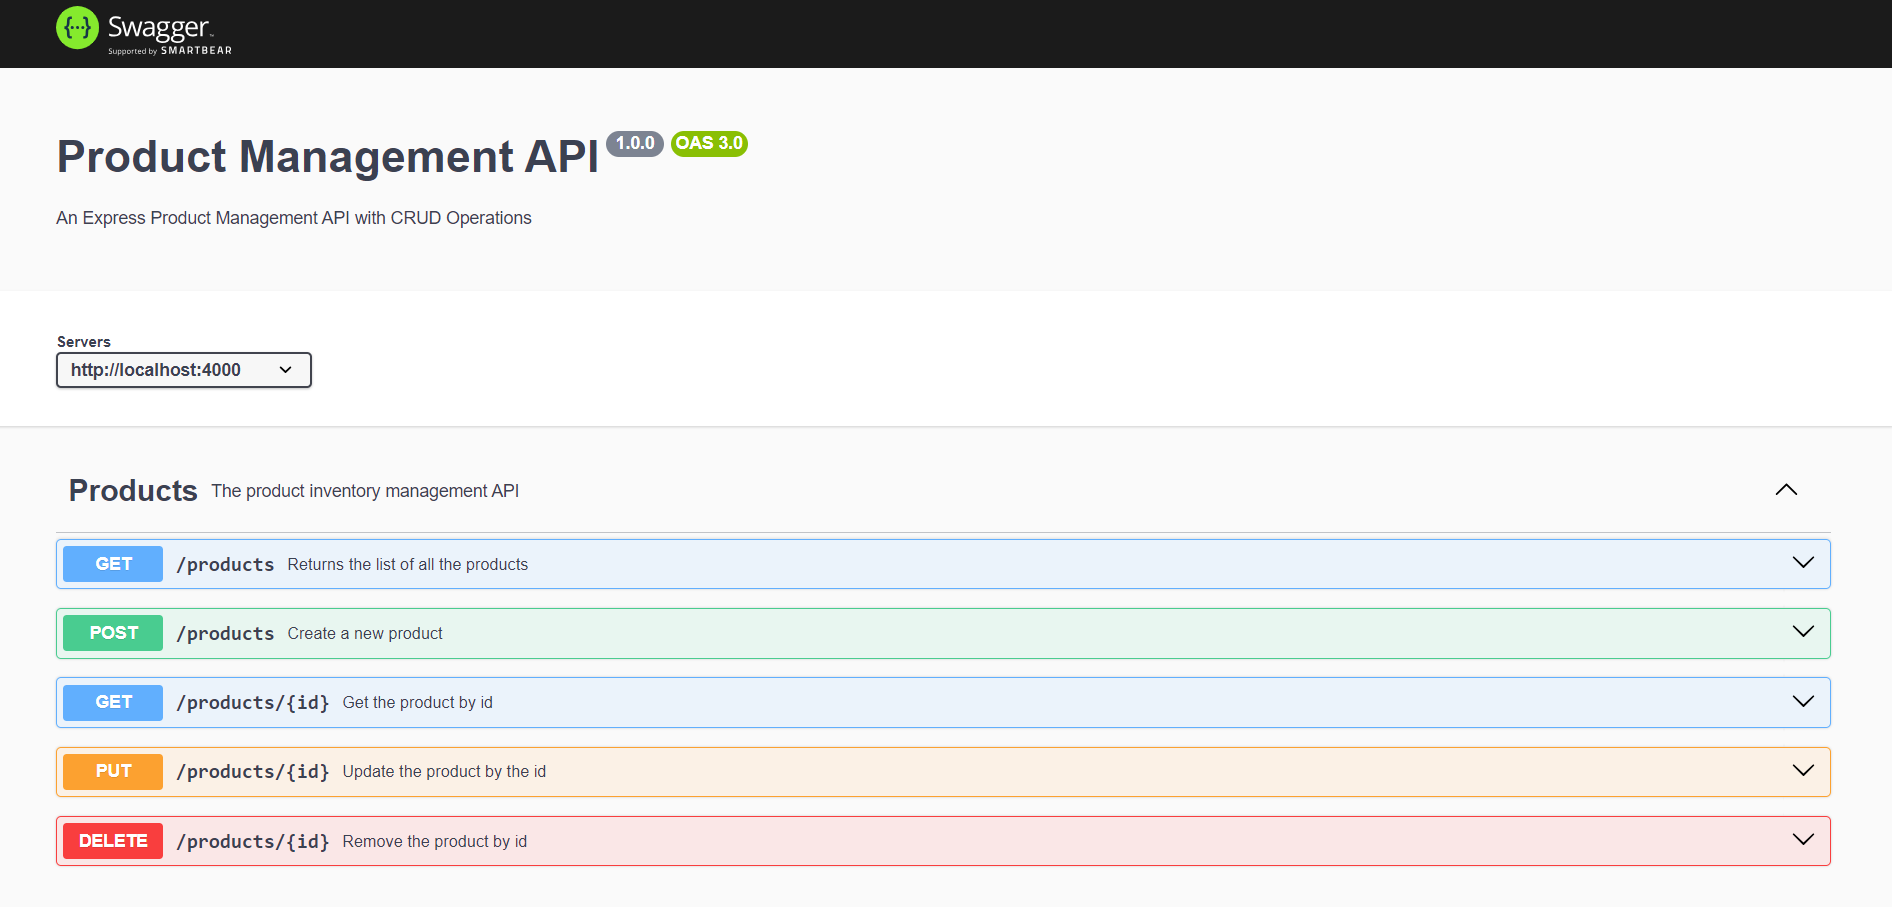 Swagger
Supported by SMARTBEAR
Product Management API 1.0.0 OAS 3.0
An Express Product Management API with CRUD Operations
Servers
http://localhost:4000
Products The product inventory management API
GET /products Returns the list of all the products
POST /products Create a new product
GET /products/{id} Get the product by id
PUT /products/{id} Update the product by the id
DELETE /products/{id} Remove the product by id